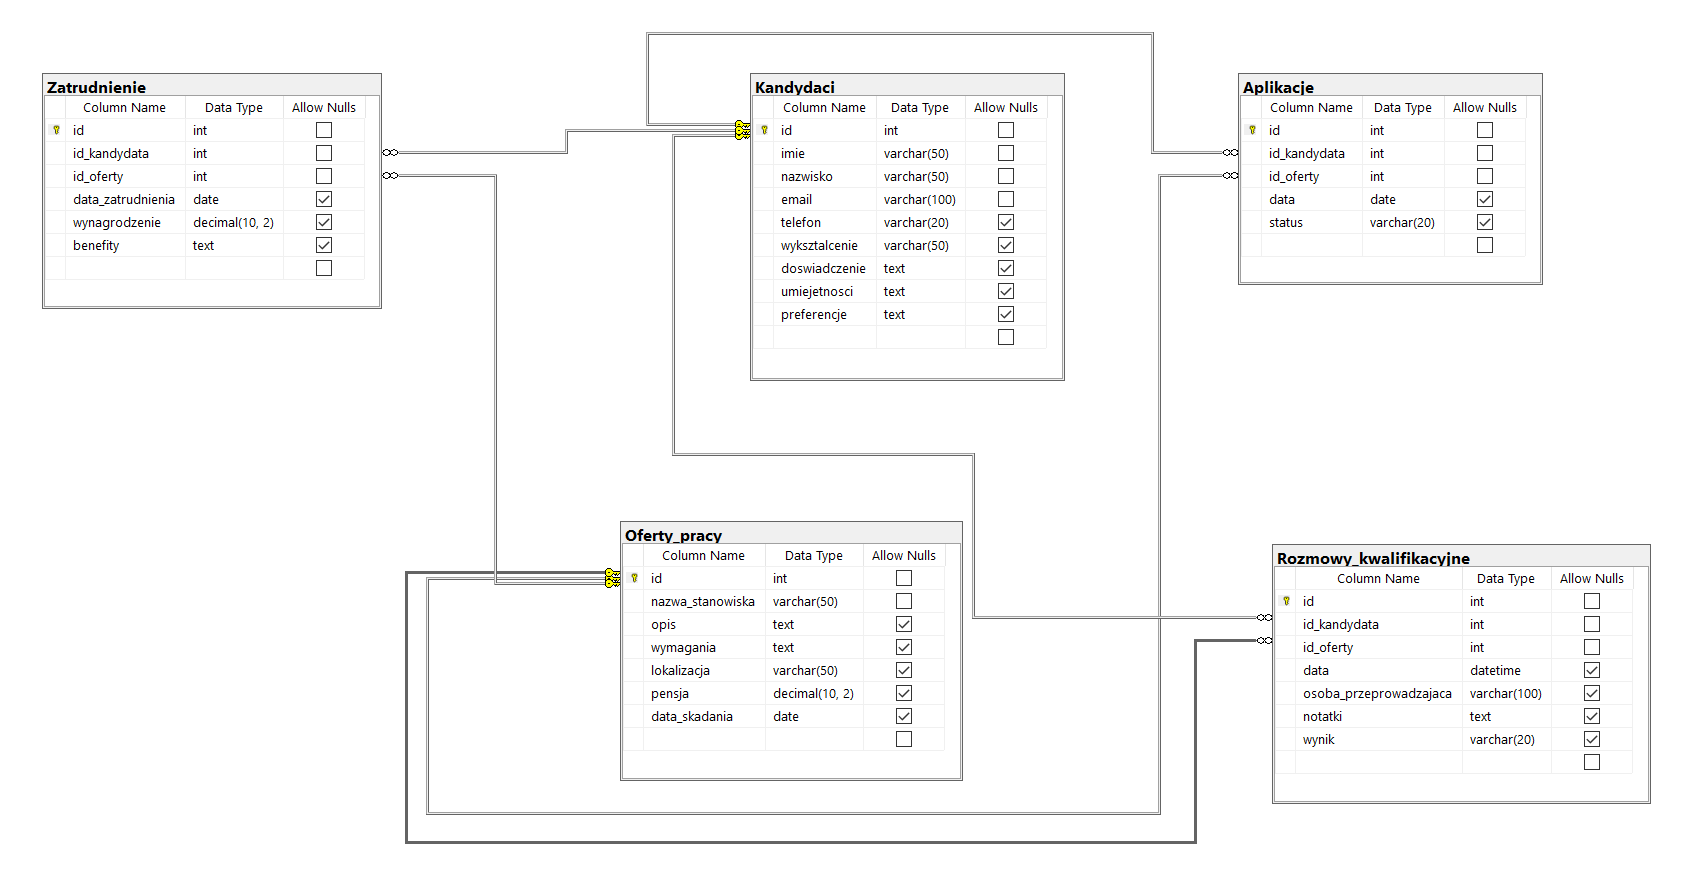 Zatrudnienie
Column Name Data Type Allow Nulls
id int
id_kandydata int
id_oferty int
data_zatrudnienia date
wynagrodzenie decimal(10, 2)
benefity text
Kandydaci
Column Name Data Type Allow Nulls
id int
imie varchar(50)
nazwisko varchar(50)
email varchar(100)
telefon varchar(20)
wyksztalcenie varchar(50)
doswiadczenie text
umiejetnosci text
preferencje text
Aplikacje
Column Name Data Type Allow Nulls
id int
id_kandydata int
id_oferty int
data date
status varchar(20)
Oferty_pracy
Column Name Data Type Allow Nulls
id int
nazwa_stanowiska varchar(50)
opis text
wymagania text
lokalizacja varchar(50)
pensja decimal(10, 2)
data_skadania date
Rozmowy_kwalifikacyjne
Column Name Data Type Allow Nulls
id int
id_kandydata int
id_oferty int
data datetime
osoba_przeprowadzajaca varchar(100)
notatki text
wynik varchar(20)